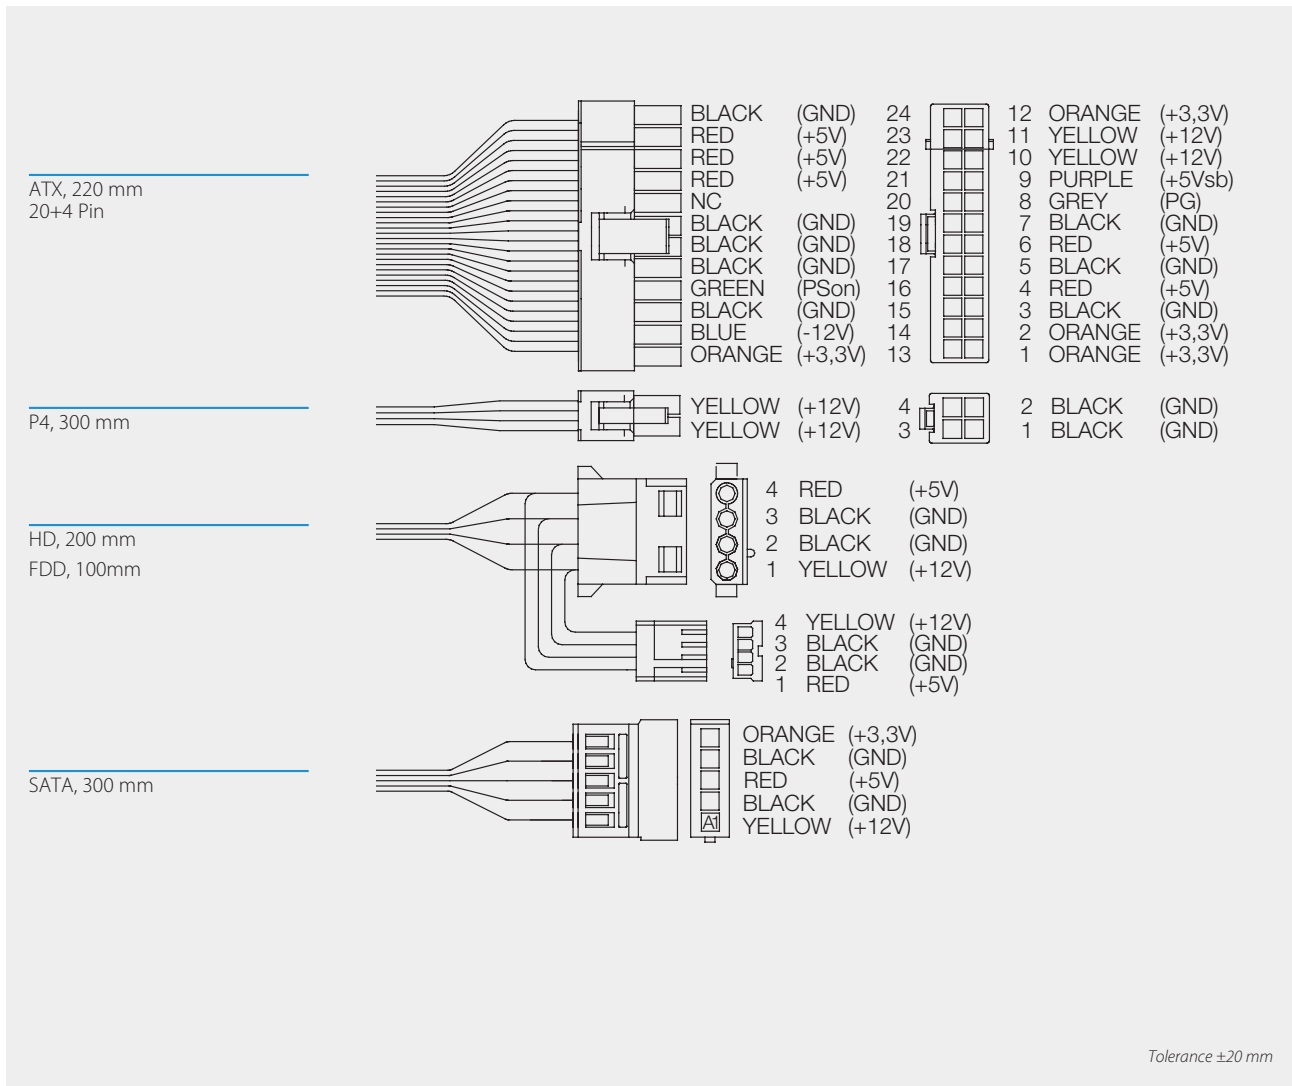 BLACK (GND) 24 12 ORANGE (+3,3V)
RED (+5V) 23 11 YELLOW (+12V)
RED (+5V) 22 10 YELLOW (+12V)
RED (+5V) 21 9 PURPLE (+5Vsb)
NC 20 8 GREY (PG)
BLACK (GND) 19 7 BLACK (GND)
BLACK (GND) 18 6 RED (+5V)
BLACK (GND) 17 5 BLACK (GND)
GREEN (PSon) 16 4 RED (+5V)
BLACK (GND) 15 3 BLACK (GND)
BLUE (-12V) 14 2 ORANGE (+3,3V)
ORANGE (+3,3V) 13 1 ORANGE (+3,3V)
ATX, 220 mm
20+4 Pin
YELLOW (+12V) 4 2 BLACK (GND)
YELLOW (+12V) 3 1 BLACK (GND)
P4, 300 mm
4 RED (+5V)
3 BLACK (GND)
2 BLACK (GND)
1 YELLOW (+12V)
HD, 200 mm
FDD, 100mm
4 YELLOW (+12V)
3 BLACK (GND)
2 BLACK (GND)
1 RED (+5V)
ORANGE (+3,3V)
BLACK (GND)
RED (+5V)
BLACK (GND)
A1 YELLOW (+12V)
SATA, 300 mm
Tolerance ±20 mm